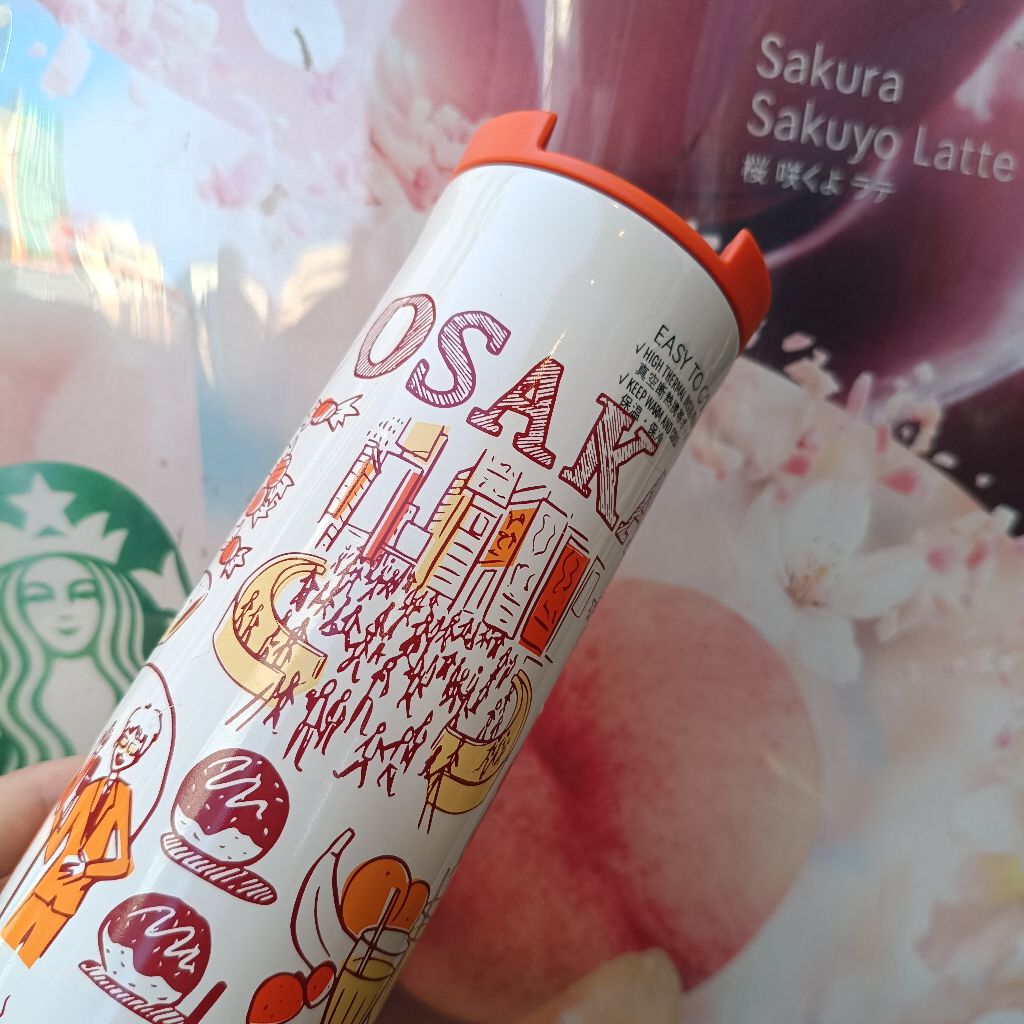 Sakura
Sakuyo Latte
桜 咲くよ ラテ
OSAKA
EASY TO
✓ HIGH THERMAL
真空断熱
✓ KEEP WARM AND
保温 保冷